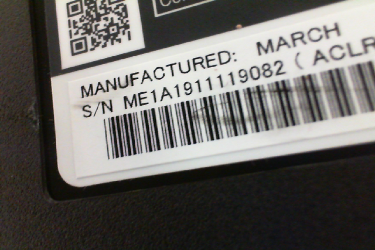 MANUFACTURED: MARCH
S/N ME1A1911119082 ( ACLR